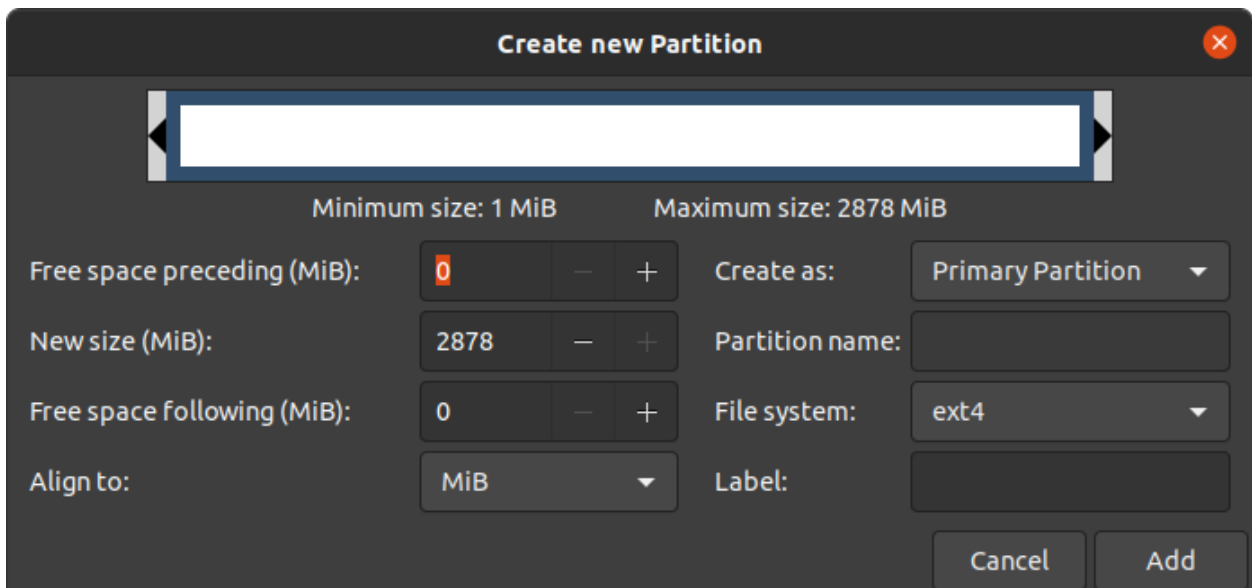 Create new Partition
Minimum size: 1 MiB Maximum size: 2878 MiB
Free space preceding (MiB): 0 Create as: Primary Partition
New size (MiB): 2878 Partition name:
Free space following (MiB): 0 File system: ext4
Align to: MiB Label:
Cancel Add